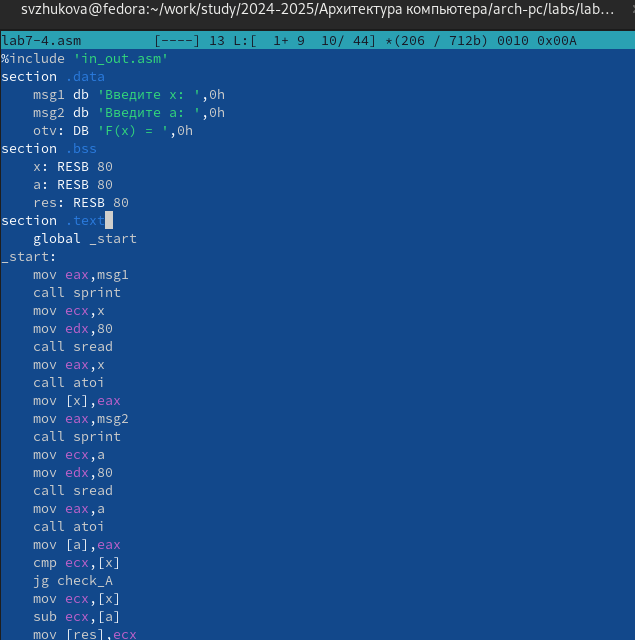 svzhukova@fedora:~/work/study/2024-2025/Архитектура компьютера/arch-pc/labs/lab…
lab7-4.asm         [----] 13 L:[  1+ 9  10/ 44] *(206 / 712b) 0010 0x00A
%include 'in_out.asm'
section .data
    msg1 db 'Введите x: ',0h
    msg2 db 'Введите a: ',0h
    otv: DB 'F(x) = ',0h
section .bss
    x: RESB 80
    a: RESB 80
    res: RESB 80
section .text
    global _start
_start:
    mov eax,msg1
    call sprint
    mov ecx,x
    mov edx,80
    call sread
    mov eax,x
    call atoi
    mov [x],eax
    mov eax,msg2
    call sprint
    mov ecx,a
    mov edx,80
    call sread
    mov eax,a
    call atoi
    mov [a],eax
    cmp ecx,[x]
    jg check_A
    mov ecx,[x]
    sub ecx,[a]
    mov [res],ecx